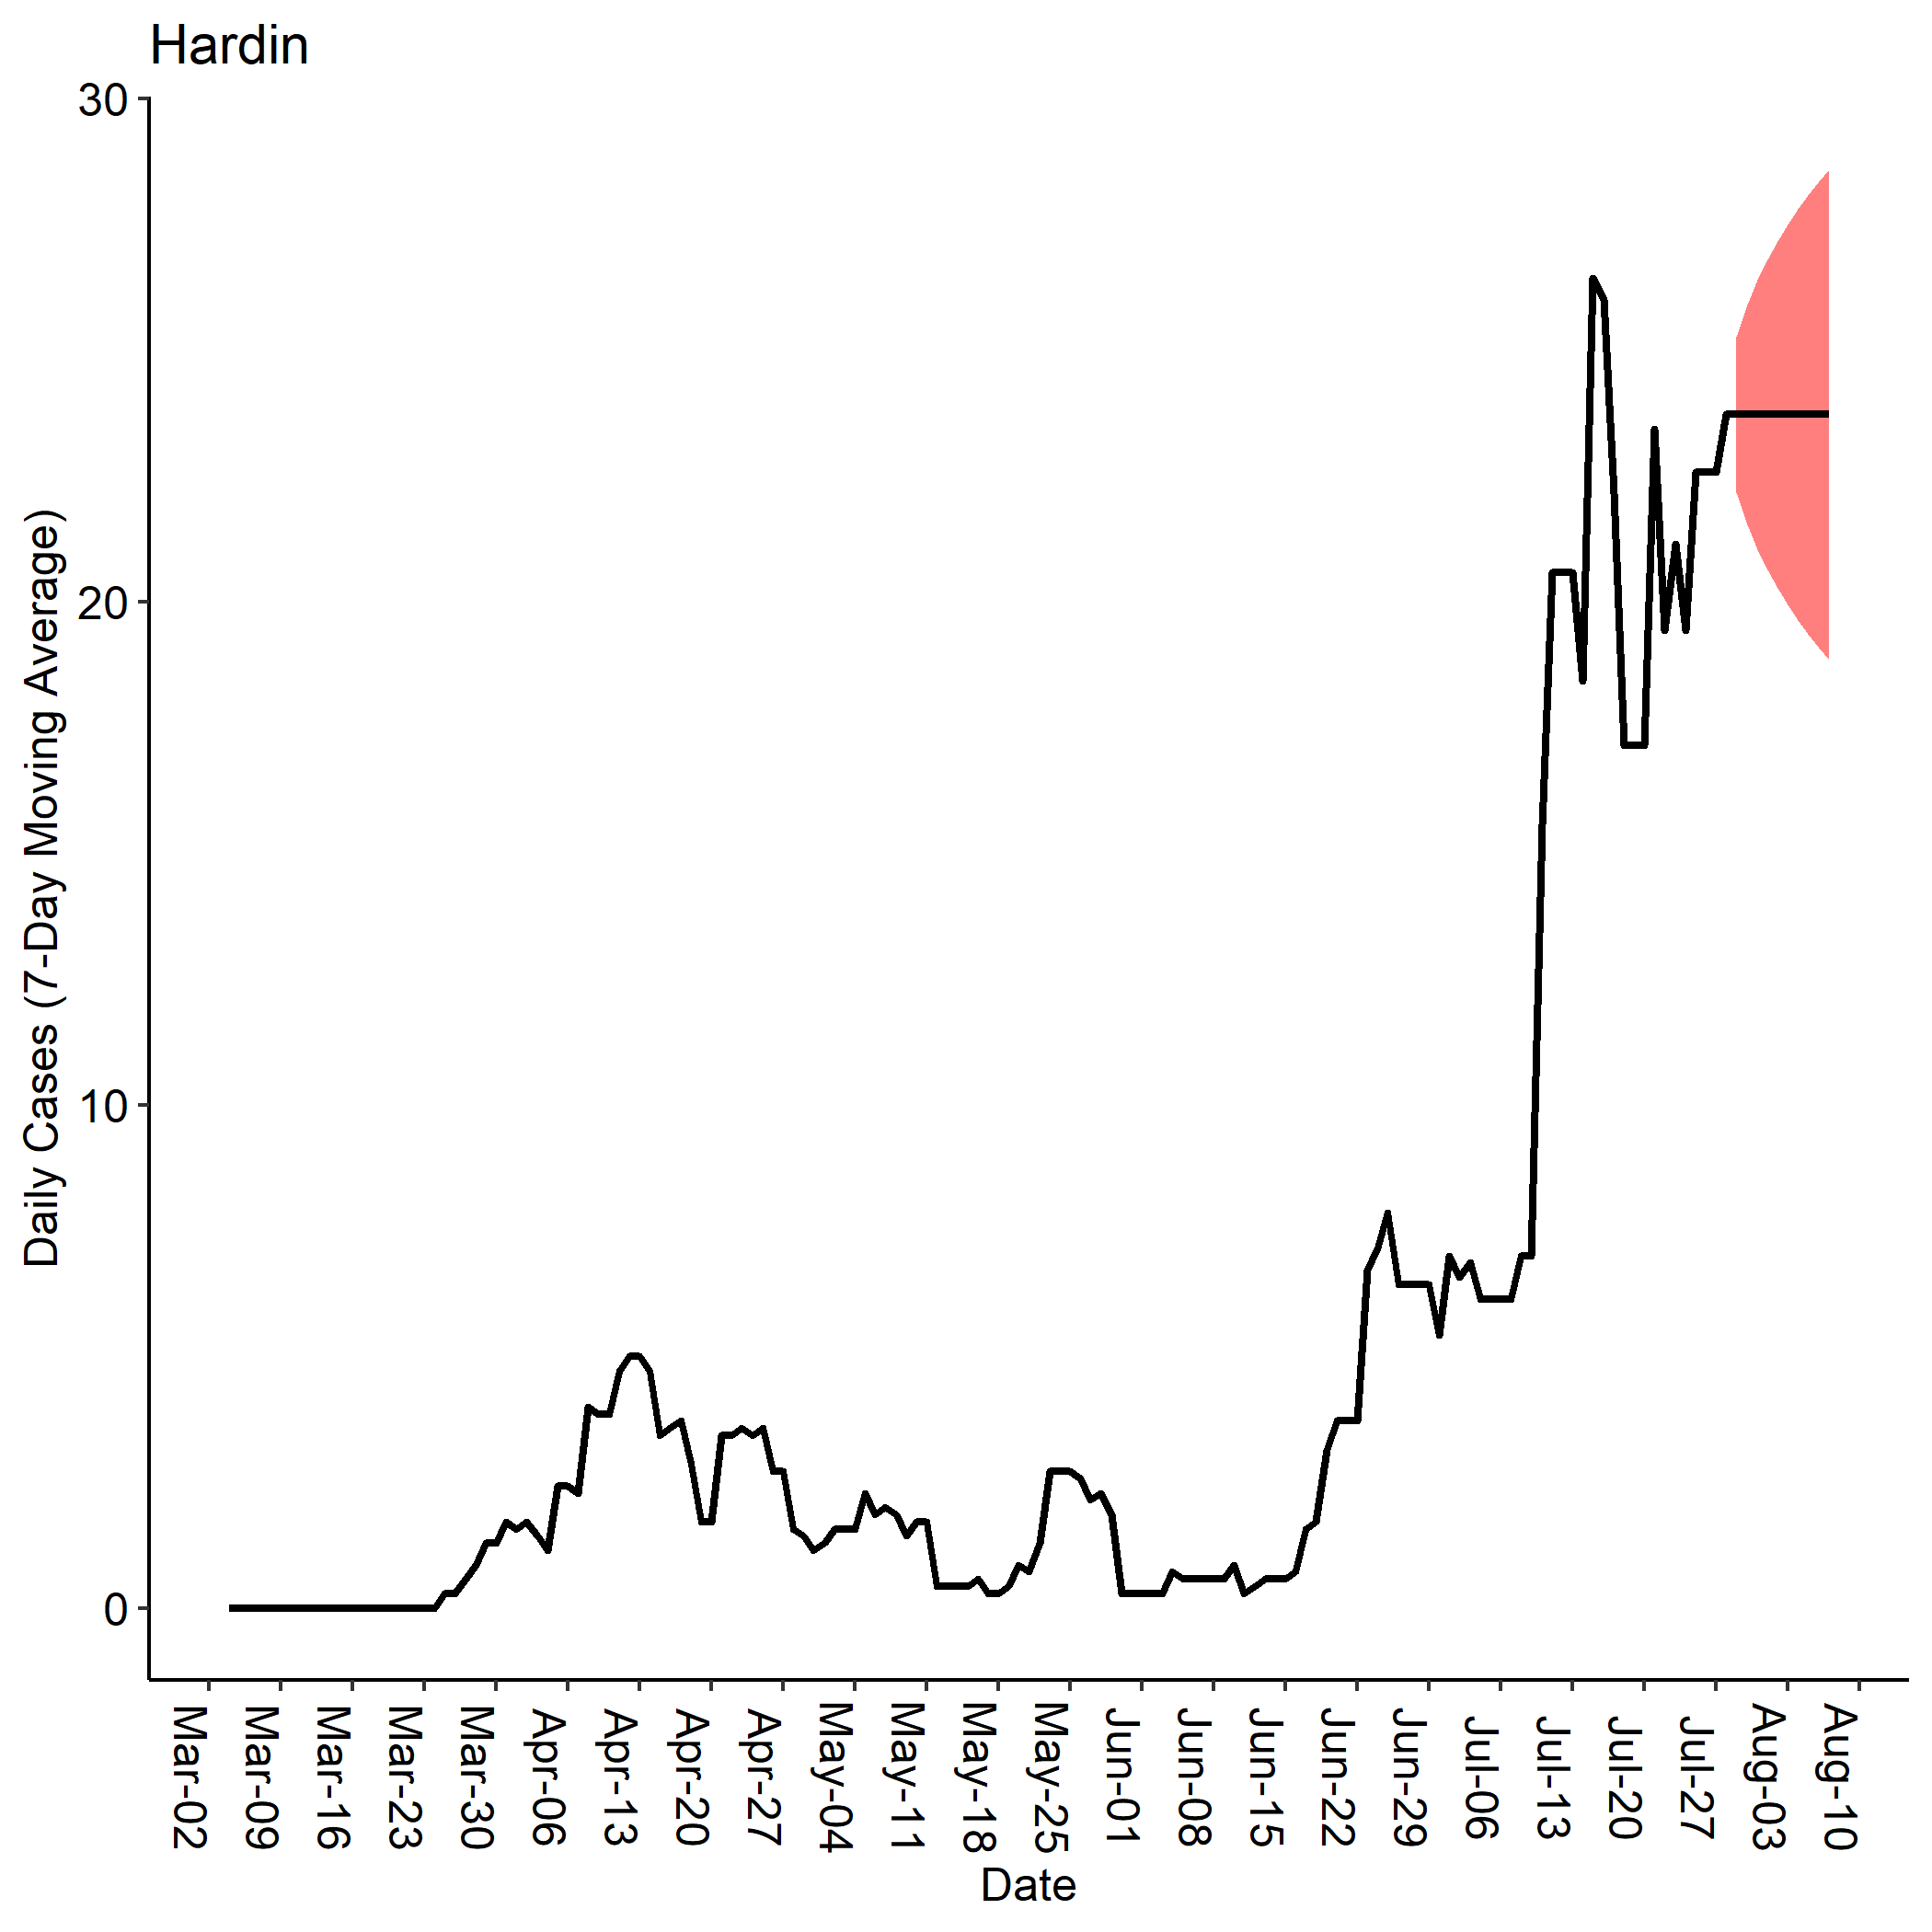 Hardin
30
20
10
0
Daily Cases (7-Day Moving Average)
Mar-02
Mar-09
Mar-16
Mar-23
Mar-30
Apr-06
Apr-13
Apr-20
Apr-27
May-04
May-11
May-18
May-25
Jun-01
Jun-08
Jun-15
Jun-22
Jun-29
Jul-06
Jul-13
Jul-20
Jul-27
Aug-03
Aug-10
Date